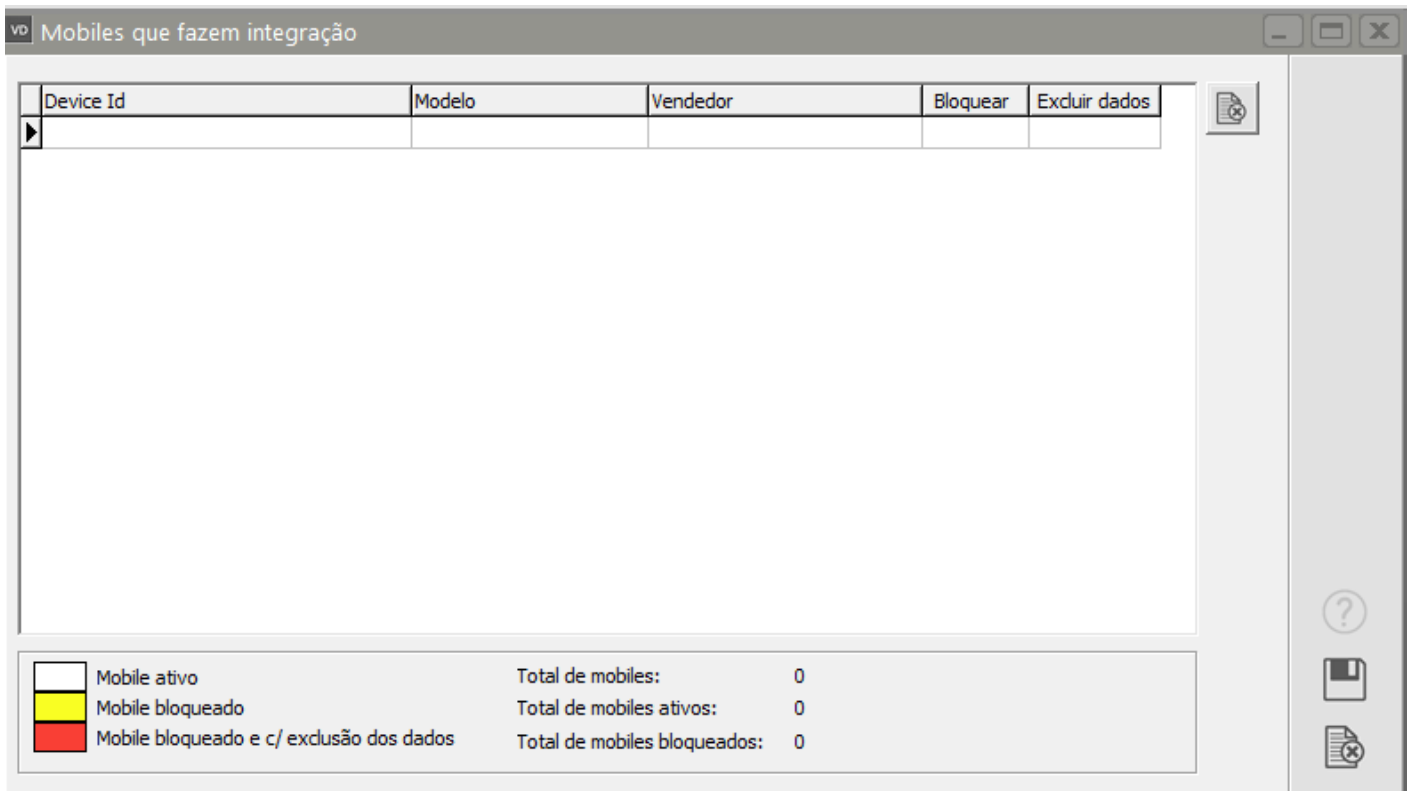 VD Mobiles que fazem integração
Device Id Modelo Vendedor Bloquear Excluir dados
Mobile ativo Total de mobiles: 0
Mobile bloqueado Total de mobiles ativos: 0
Mobile bloqueado e c/ exclusão dos dados Total de mobiles bloqueados: 0